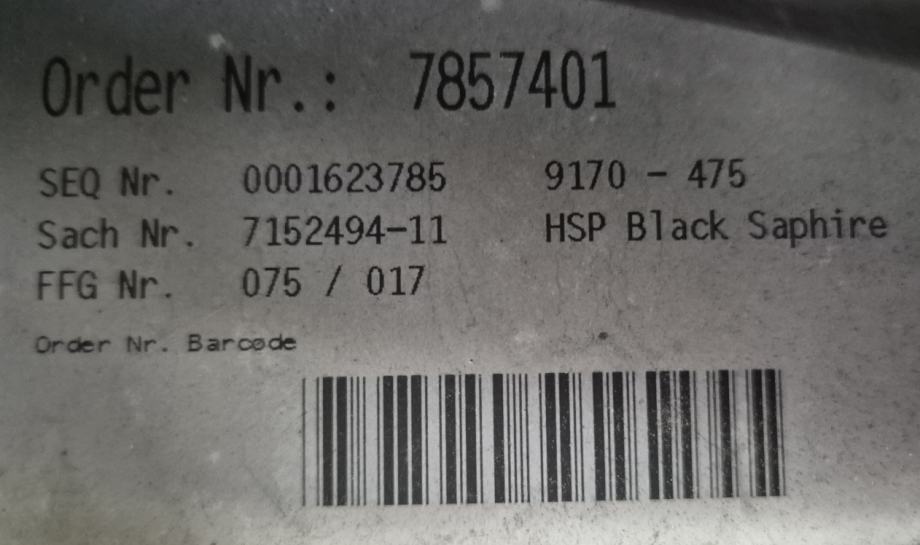 Order Nr.: 7857401
SEQ Nr. 0001623785 9170 - 475
Sach Nr. 7152494-11 HSP Black Saphire
FFG Nr. 075 / 017
Order Nr. Barcode